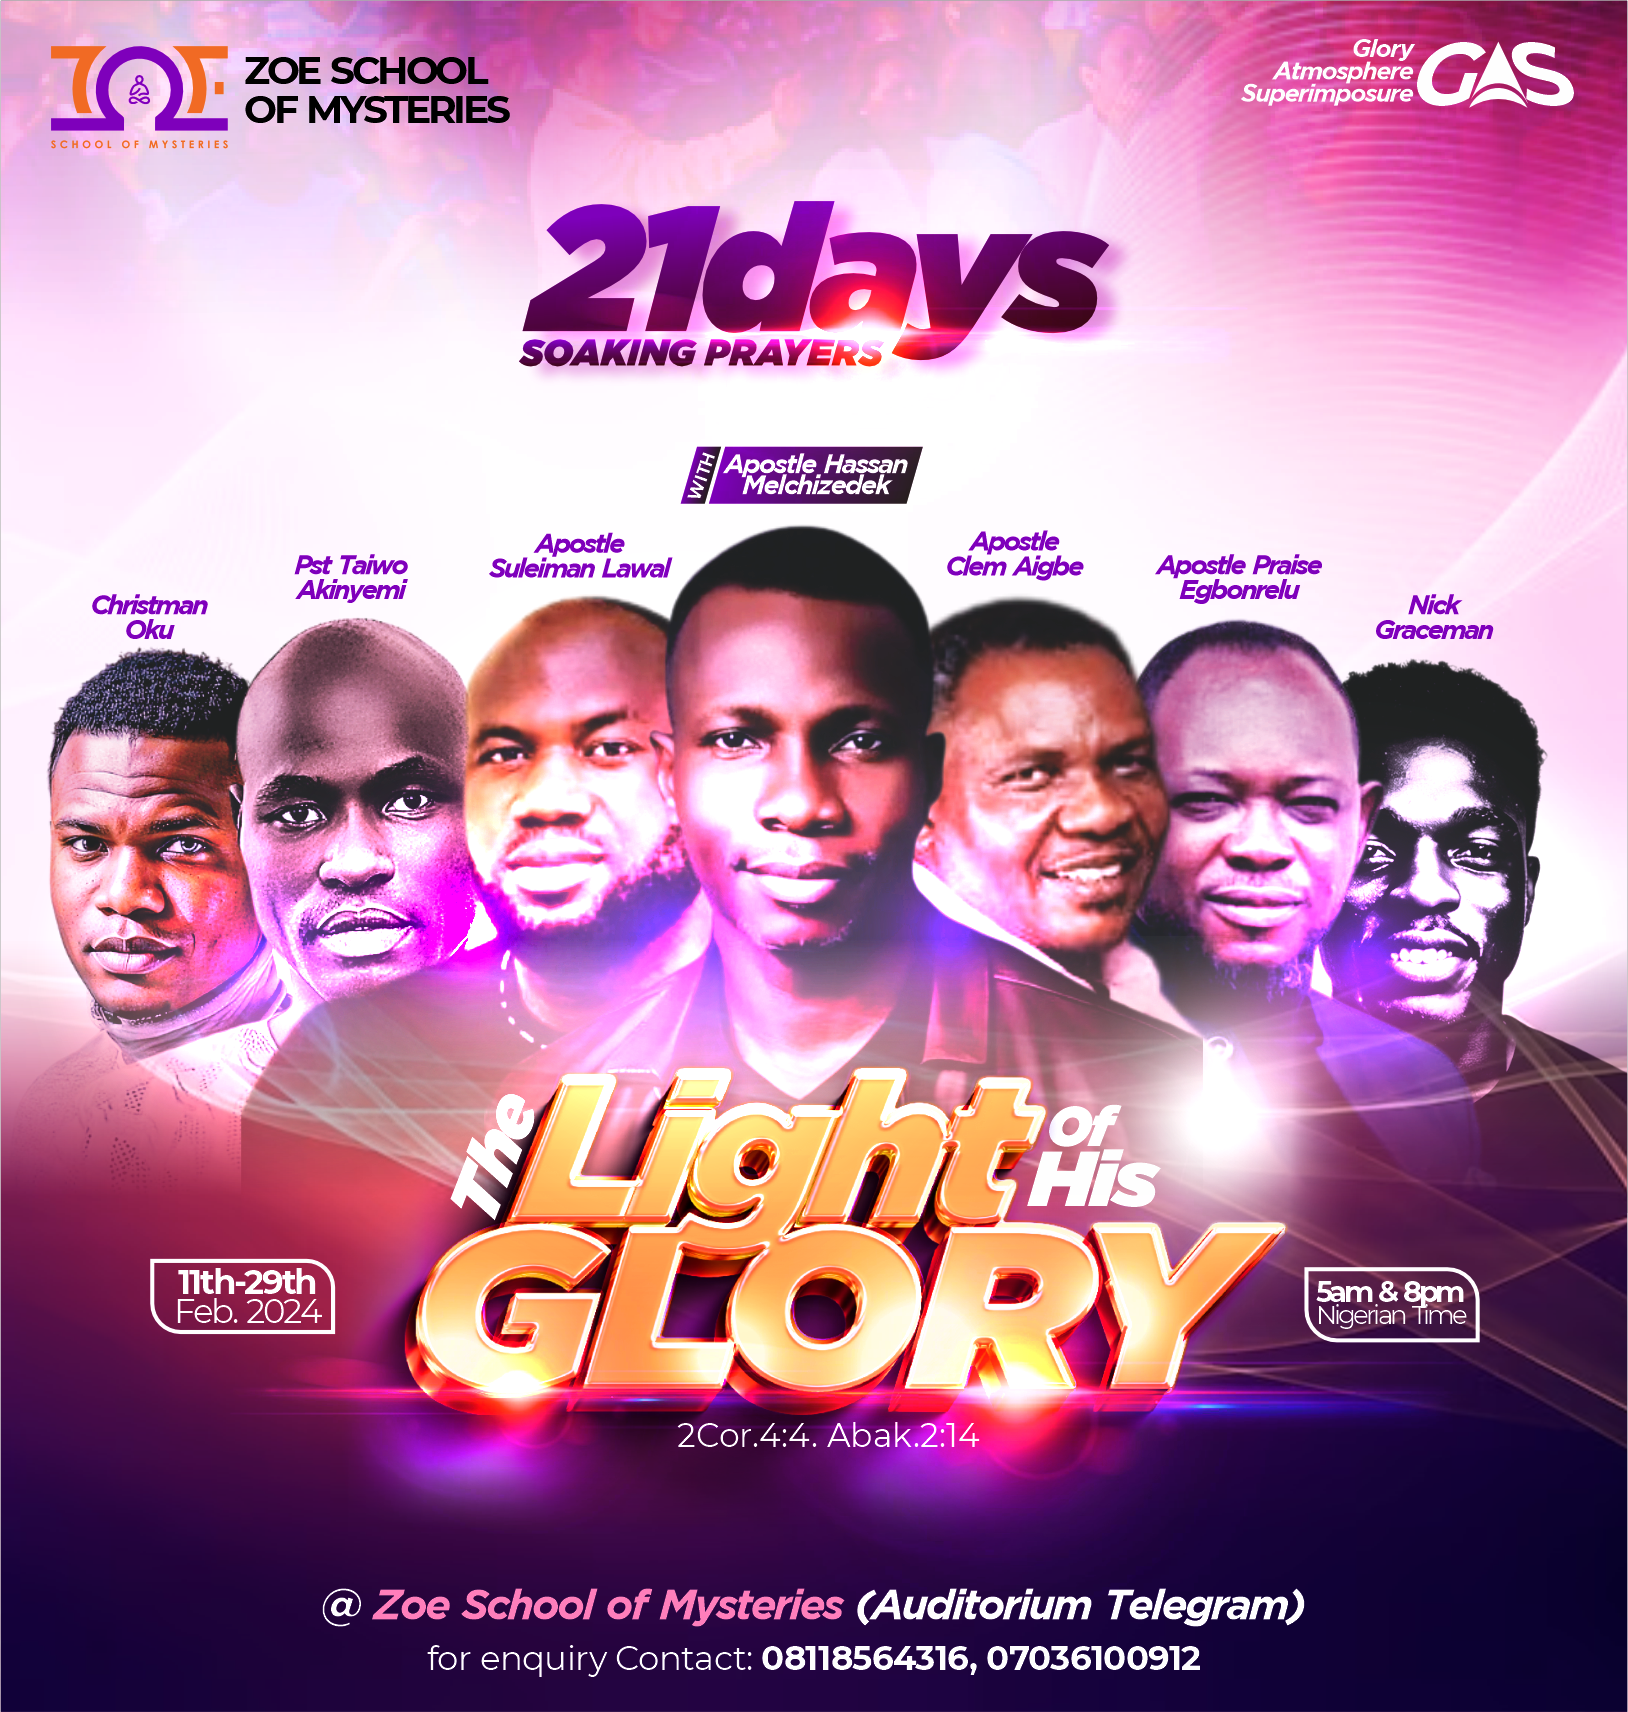 ZOE
SCHOOL OF MYSTERIES
ZOE SCHOOL
OF MYSTERIES
Glory
Atmosphere
Superimposure
GAS
21days
SOAKING PRAYERS
WITH
Apostle Hassan
Melchizedek
Christman
Oku
Pst Taiwo
Akinyemi
Apostle
Suleiman Lawal
Apostle
Clem Aigbe
Apostle Praise
Egbonrelu
Nick
Graceman
The Light Of
His
GLORY
11th-29th
Feb. 2024
5am & 8pm
Nigerian Time
2Cor.4:4. Abak.2:14
@ Zoe School of Mysteries (Auditorium Telegram)
for enquiry Contact: 08118564316, 07036100912